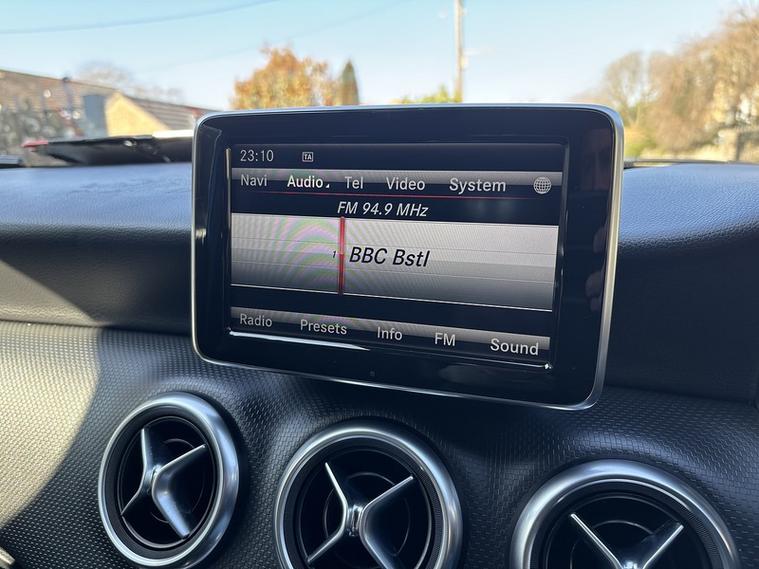 23:10 TA
Navi Audio Tel Video System
FM 94.9 MHz
1 BBC Bstl
Radio Presets Info FM Sound